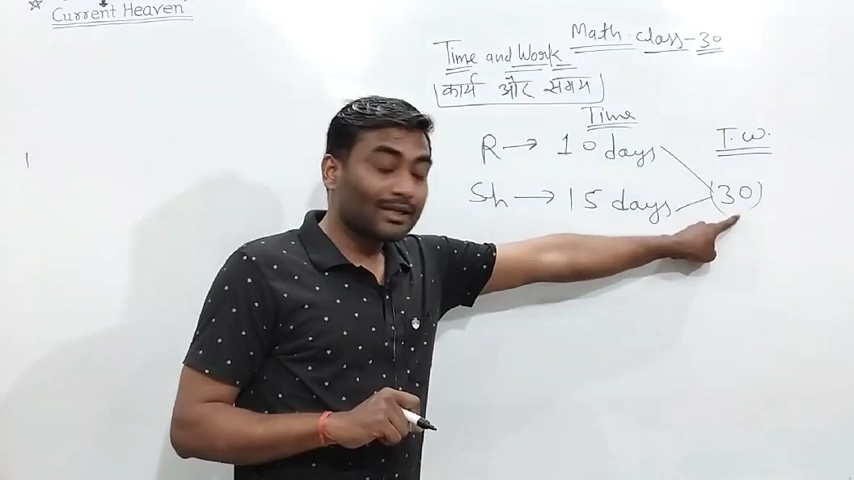 ☆ Current Heaven
Math class-30
Time and Work
कार्य और समय
Time
T.W.
R → 10 days
(30)
Sh → 15 days